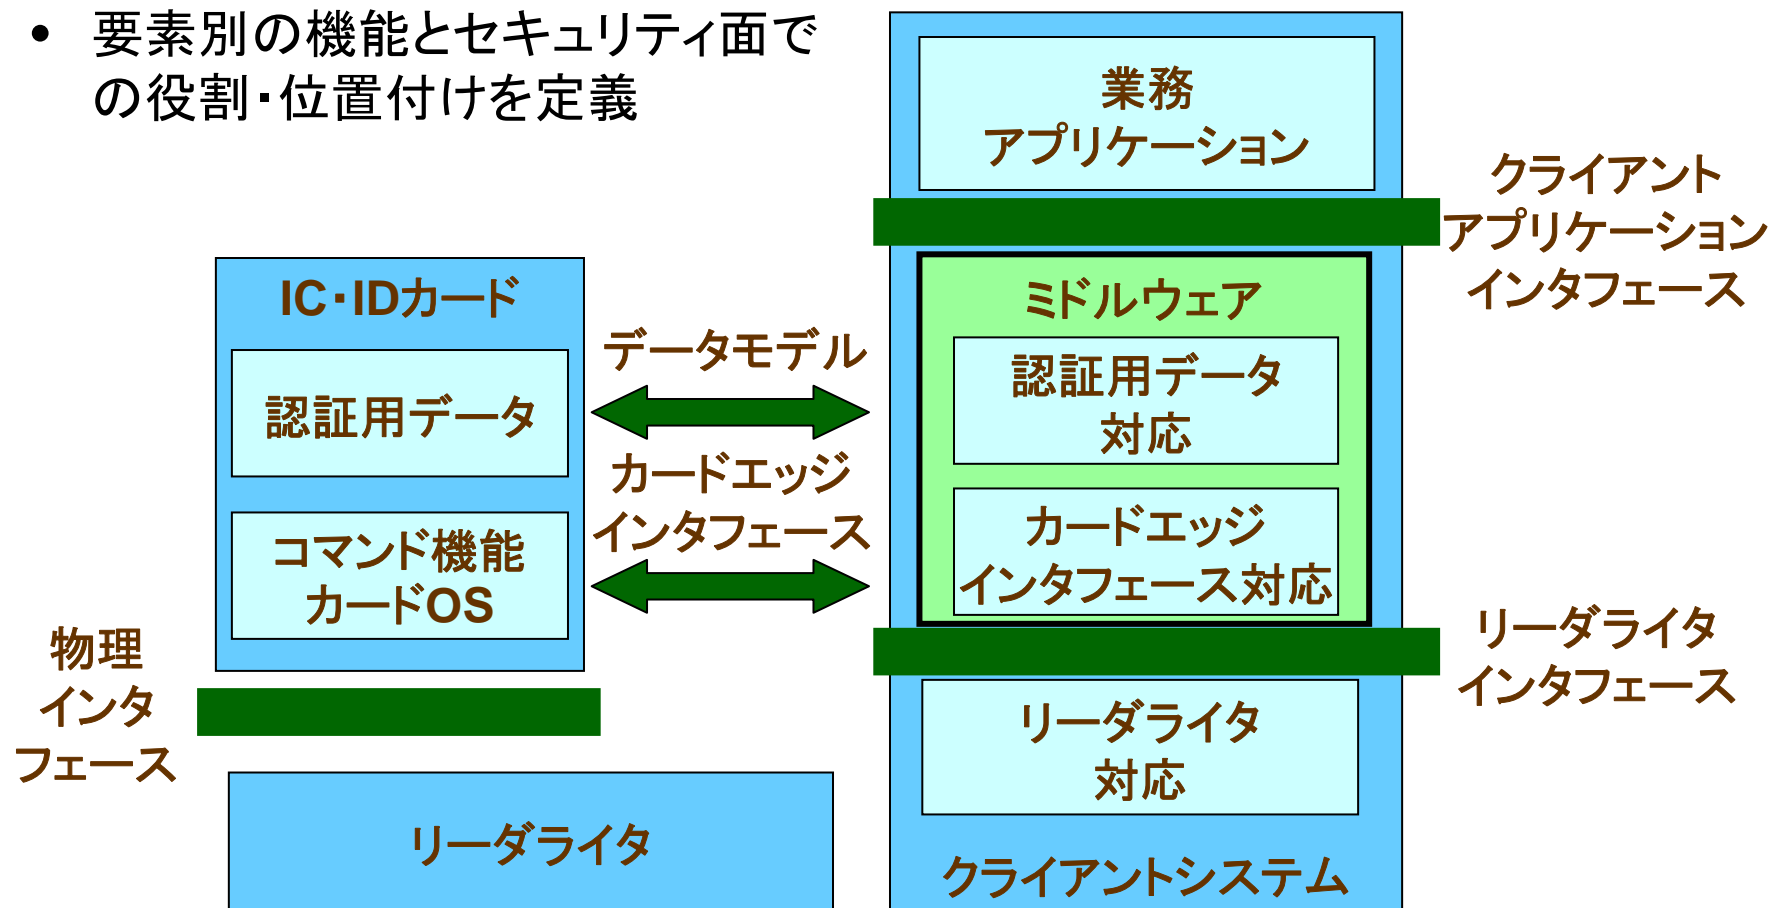 • 要素別の機能とセキュリティ面で
の役割・位置付けを定義
業務
アプリケーション
クライアント
アプリケーション
インタフェース
IC・IDカード
認証用データ
コマンド機能
カードOS
データモデル
カードエッジ
インタフェース
ミドルウェア
認証用データ
対応
カードエッジ
インタフェース対応
物理
インタ
フェース
リーダライタ
インタフェース
リーダライタ
対応
リーダライタ
クライアントシステム